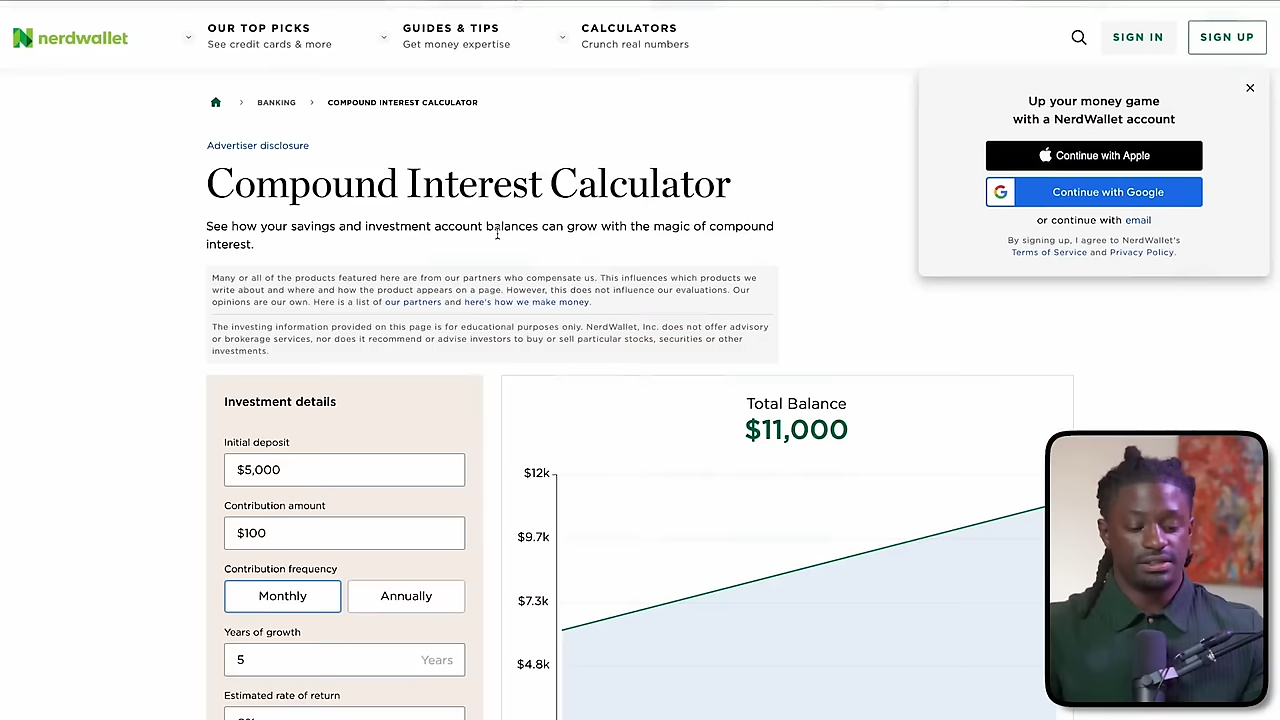 nerdwallet
OUR TOP PICKS
See credit cards & more
GUIDES & TIPS
Get money expertise
CALCULATORS
Crunch real numbers
SIGN IN
SIGN UP
BANKING
COMPOUND INTEREST CALCULATOR
Up your money game
with a NerdWallet account
Continue with Apple
Continue with Google
or continue with email
By signing up, I agree to NerdWallet's
Terms of Service and Privacy Policy.
Advertiser disclosure
Compound Interest Calculator
See how your savings and investment account balances can grow with the magic of compound
interest.
Many or all of the products featured here are from our partners who compensate us. This influences which products we
write about and where and how the product appears on a page. However, this does not influence our evaluations. Our
opinions are our own. Here is a list of our partners and here's how we make money.
The investing information provided on this page is for educational purposes only. NerdWallet, Inc. does not offer advisory
or brokerage services, nor does it recommend or advise investors to buy or sell particular stocks, securities or other
investments.
Investment details
Initial deposit
$5,000
Contribution amount
$100
Contribution frequency
Monthly
Annually
Years of growth
5
Years
Estimated rate of return
Total Balance
$11,000
$12k
$9.7k
$7.3k
$4.8k